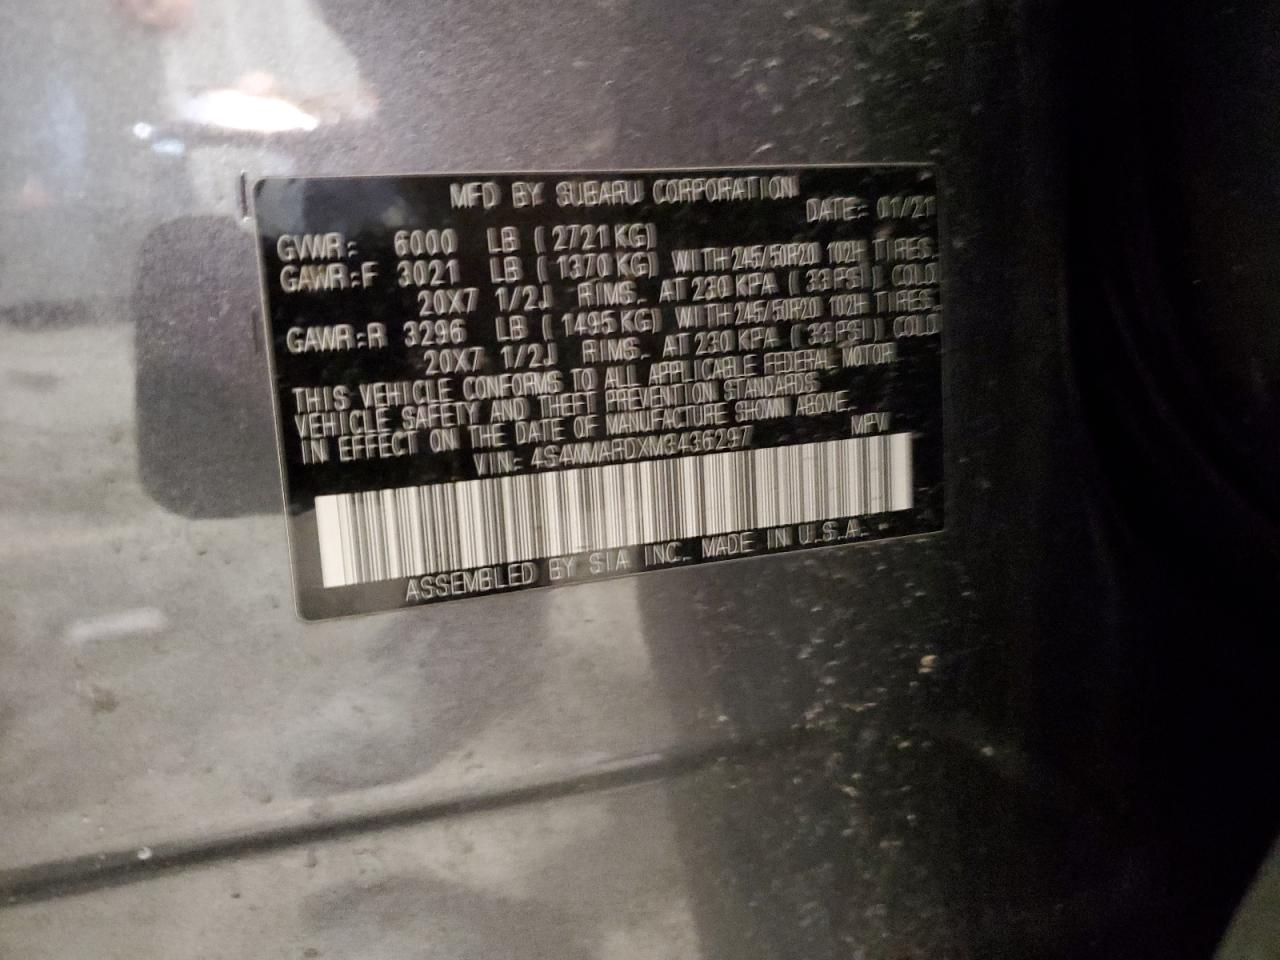 MFD BY SUBARU CORPORATION
DATE: 01/21
GVWR: 6000 LB ( 2721 KG)
GAWR:F 3021 LB ( 1370 KG) WITH 245/50R20 102H TIRES.
20X7 1/2J RIMS. AT 230 KPA ( 33 PSI ) COLD
GAWR:R 3296 LB ( 1495 KG) WITH 245/50R20 102H TIRES.
20X7 1/2J RIMS. AT 230 KPA ( 33 PSI ) COLD
THIS VEHICLE CONFORMS TO ALL APPLICABLE FEDERAL MOTOR
VEHICLE SAFETY AND THEFT PREVENTION STANDARDS
IN EFFECT ON THE DATE OF MANUFACTURE SHOWN ABOVE.
VIN: 4S4WMARDXM3436297 MPV
ASSEMBLED BY SIA INC. MADE IN U.S.A.